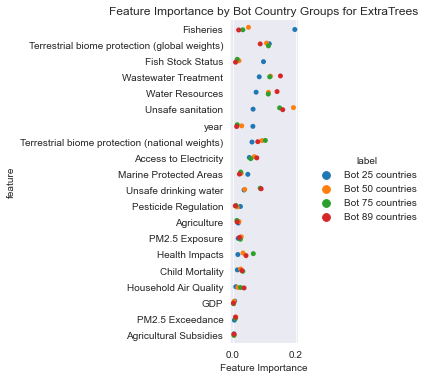 Feature Importance by Bot Country Groups for ExtraTrees
Fisheries
Terrestrial biome protection (global weights)
Fish Stock Status
Wastewater Treatment
Water Resources
Unsafe sanitation
year
Terrestrial biome protection (national weights)
Access to Electricity
Marine Protected Areas
Unsafe drinking water
Pesticide Regulation
Agriculture
PM2.5 Exposure
Health Impacts
Child Mortality
Household Air Quality
GDP
PM2.5 Exceedance
Agricultural Subsidies
feature
0.0 0.2
Feature Importance
label
Bot 25 countries
Bot 50 countries
Bot 75 countries
Bot 89 countries